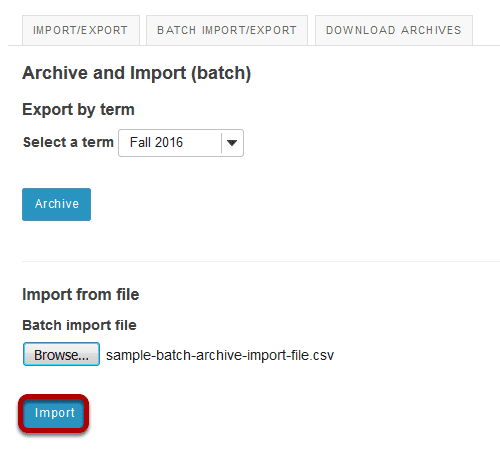 IMPORT/EXPORT BATCH IMPORT/EXPORT DOWNLOAD ARCHIVES
Archive and Import (batch)
Export by term
Select a term Fall 2016
Archive
Import from file
Batch import file
Browse... sample-batch-archive-import-file.csv
Import